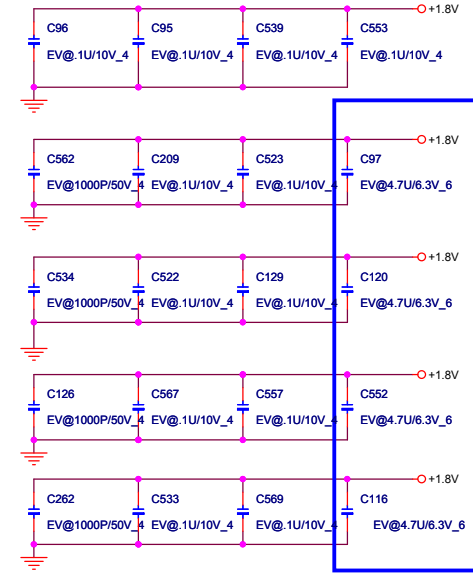 +1.8V
C96 C95 C539 C553
EV@.1U/10V_4 EV@.1U/10V_4 EV@.1U/10V_4 EV@.1U/10V_4
+1.8V
C562 C209 C523 C97
EV@1000P/50V_4 EV@.1U/10V_4 EV@.1U/10V_4 EV@4.7U/6.3V_6
+1.8V
C534 C522 C129 C120
EV@1000P/50V_4 EV@.1U/10V_4 EV@.1U/10V_4 EV@4.7U/6.3V_6
+1.8V
C126 C567 C557 C552
EV@1000P/50V_4 EV@.1U/10V_4 EV@.1U/10V_4 EV@4.7U/6.3V_6
+1.8V
C262 C533 C569 C116
EV@1000P/50V_4 EV@.1U/10V_4 EV@.1U/10V_4 EV@4.7U/6.3V_6